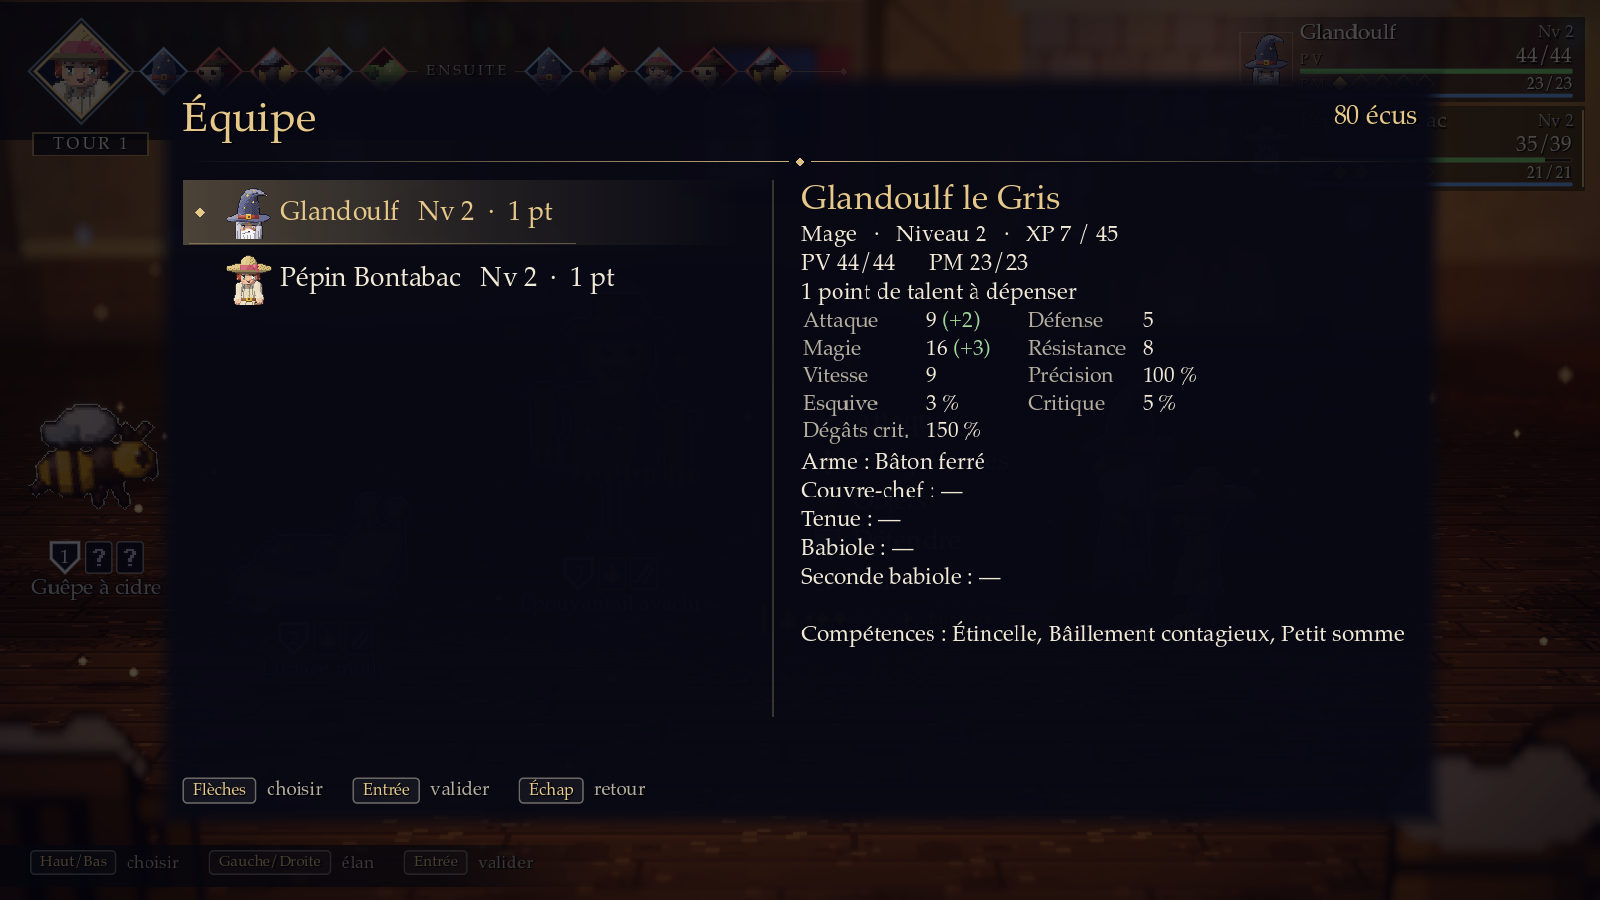 ENSUITE
TOUR 1
Glandoulf Nv 2
PV 44/44
23/23
Nv 2
35/39
21/21
Équipe
80 écus
Glandoulf Nv 2 · 1 pt
Pépin Bontabac Nv 2 · 1 pt
Glandoulf le Gris
Mage · Niveau 2 · XP 7 / 45
PV 44/44 PM 23/23
1 point de talent à dépenser
Attaque 9 (+2) Défense 5
Magie 16 (+3) Résistance 8
Vitesse 9 Précision 100 %
Esquive 3 % Critique 5 %
Dégâts crit. 150 %
Arme : Bâton ferré
Couvre-chef : —
Tenue : —
Babiole : —
Seconde babiole : —
Compétences : Étincelle, Bâillement contagieux, Petit somme
1 ? ?
Guêpe à cidre
Flèches choisir Entrée valider Échap retour
Haut/Bas choisir Gauche/Droite élan Entrée valider